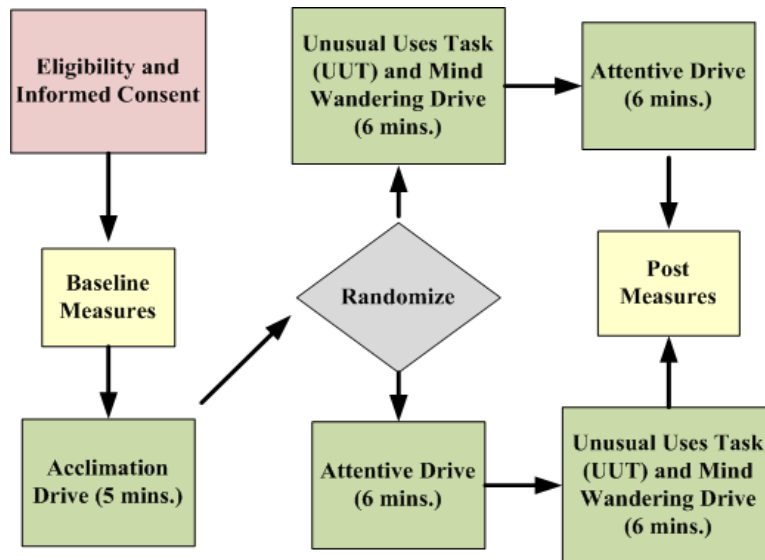 Eligibility and
Informed Consent
Baseline
Measures
Acclimation
Drive (5 mins.)
Randomize
Unusual Uses Task
(UUT) and Mind
Wandering Drive
(6 mins.)
Attentive Drive
(6 mins.)
Attentive Drive
(6 mins.)
Unusual Uses Task
(UUT) and Mind
Wandering Drive
(6 mins.)
Post
Measures